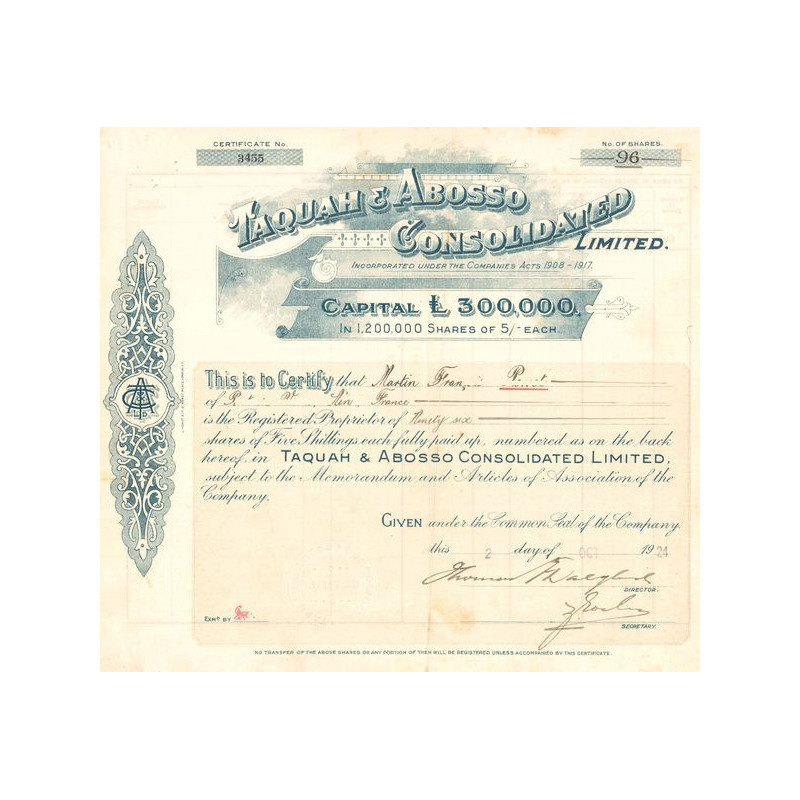 CERTIFICATE No.
3455
No. OF SHARES.
96
TAQUAH & ABOSSO
CONSOLIDATED
LIMITED.
INCORPORATED UNDER THE COMPANIES ACTS 1908-1917.
CAPITAL £ 300,000.
IN 1,200,000 SHARES OF 5/- EACH.
This is to Certify that Martin
of Ain France
is the Registered Proprietor of Ninety six
shares of Five Shillings each fully paid up, numbered as on the back
hereof, in TAQUAH & ABOSSO CONSOLIDATED LIMITED,
subject to the Memorandum and Articles of Association of the
Company.
GIVEN under the Common Seal of the Company
this 2 day of OCT 1924
DIRECTOR.
SECRETARY.
EXMD BY
NO TRANSFER OF THE ABOVE SHARES OR ANY PORTION OF THEM WILL BE REGISTERED UNLESS ACCOMPANIED BY THIS CERTIFICATE.